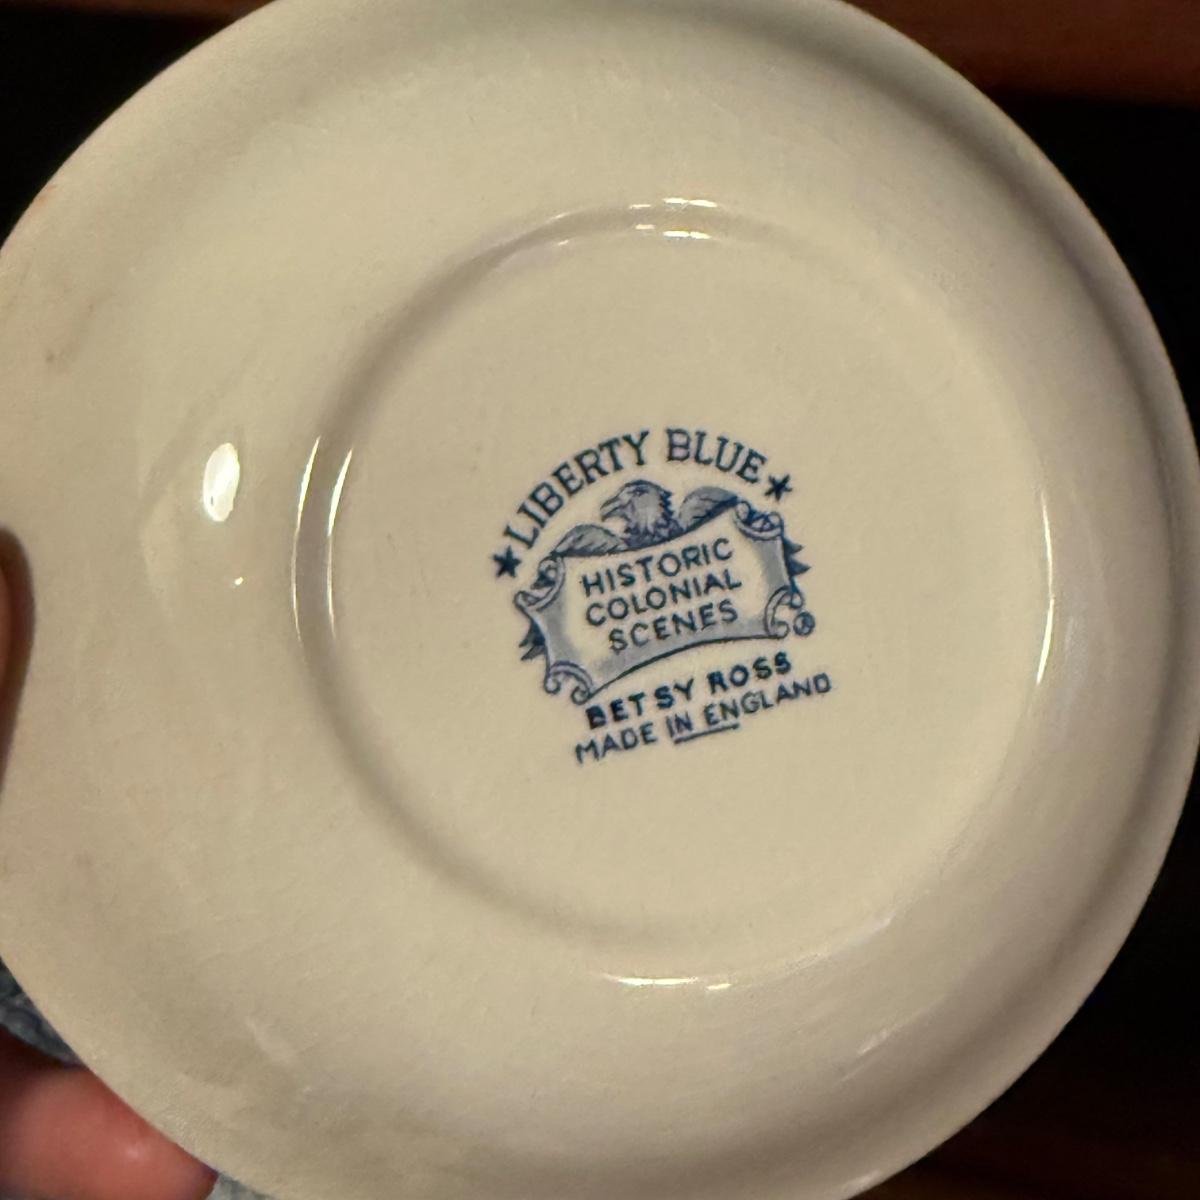 ★LIBERTY BLUE★
HISTORIC
COLONIAL
SCENES
®
BETSY ROSS
MADE IN ENGLAND